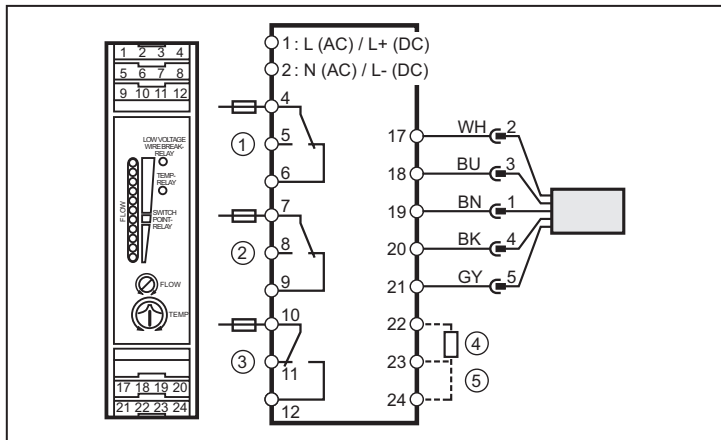 1 2 3 4
5 6 7 8
9 10 11 12
LOW VOLTAGE
WIRE BREAK-
RELAY
TEMP-
RELAY
FLOW
SWITCH
POINT-
RELAY
FLOW
TEMP
17 18 19 20
21 22 23 24
1: L (AC) / L+ (DC)
2: N (AC) / L- (DC)
4
① 5
6
7
② 8
9
10
③ 11
12
17 WH 2
18 BU 3
19 BN 1
20 BK 4
21 GY 5
22
④
23
⑤
24